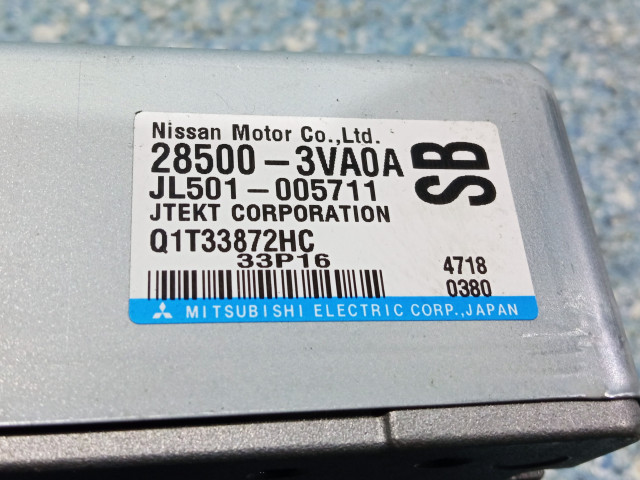 Nissan Motor Co.,Ltd.
28500-3VA0A
SB
JL501-005711
JTEKT CORPORATION
Q1T33872HC
33P16
4718
0380
MITSUBISHI ELECTRIC CORP.,JAPAN